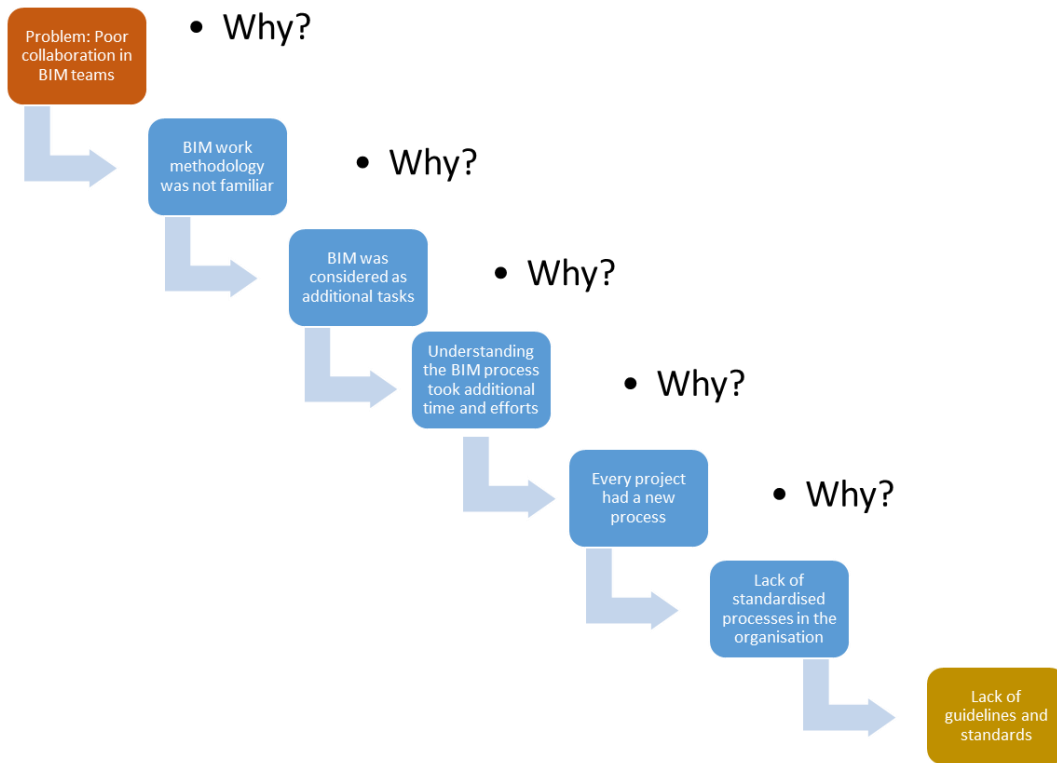 Problem: Poor
collaboration in
BIM teams
• Why?
BIM work
methodology
was not familiar
• Why?
BIM was
considered as
additional tasks
• Why?
Understanding
the BIM process
took additional
time and efforts
• Why?
Every project
had a new
process
• Why?
Lack of
standardised
processes in the
organisation
Lack of
guidelines and
standards